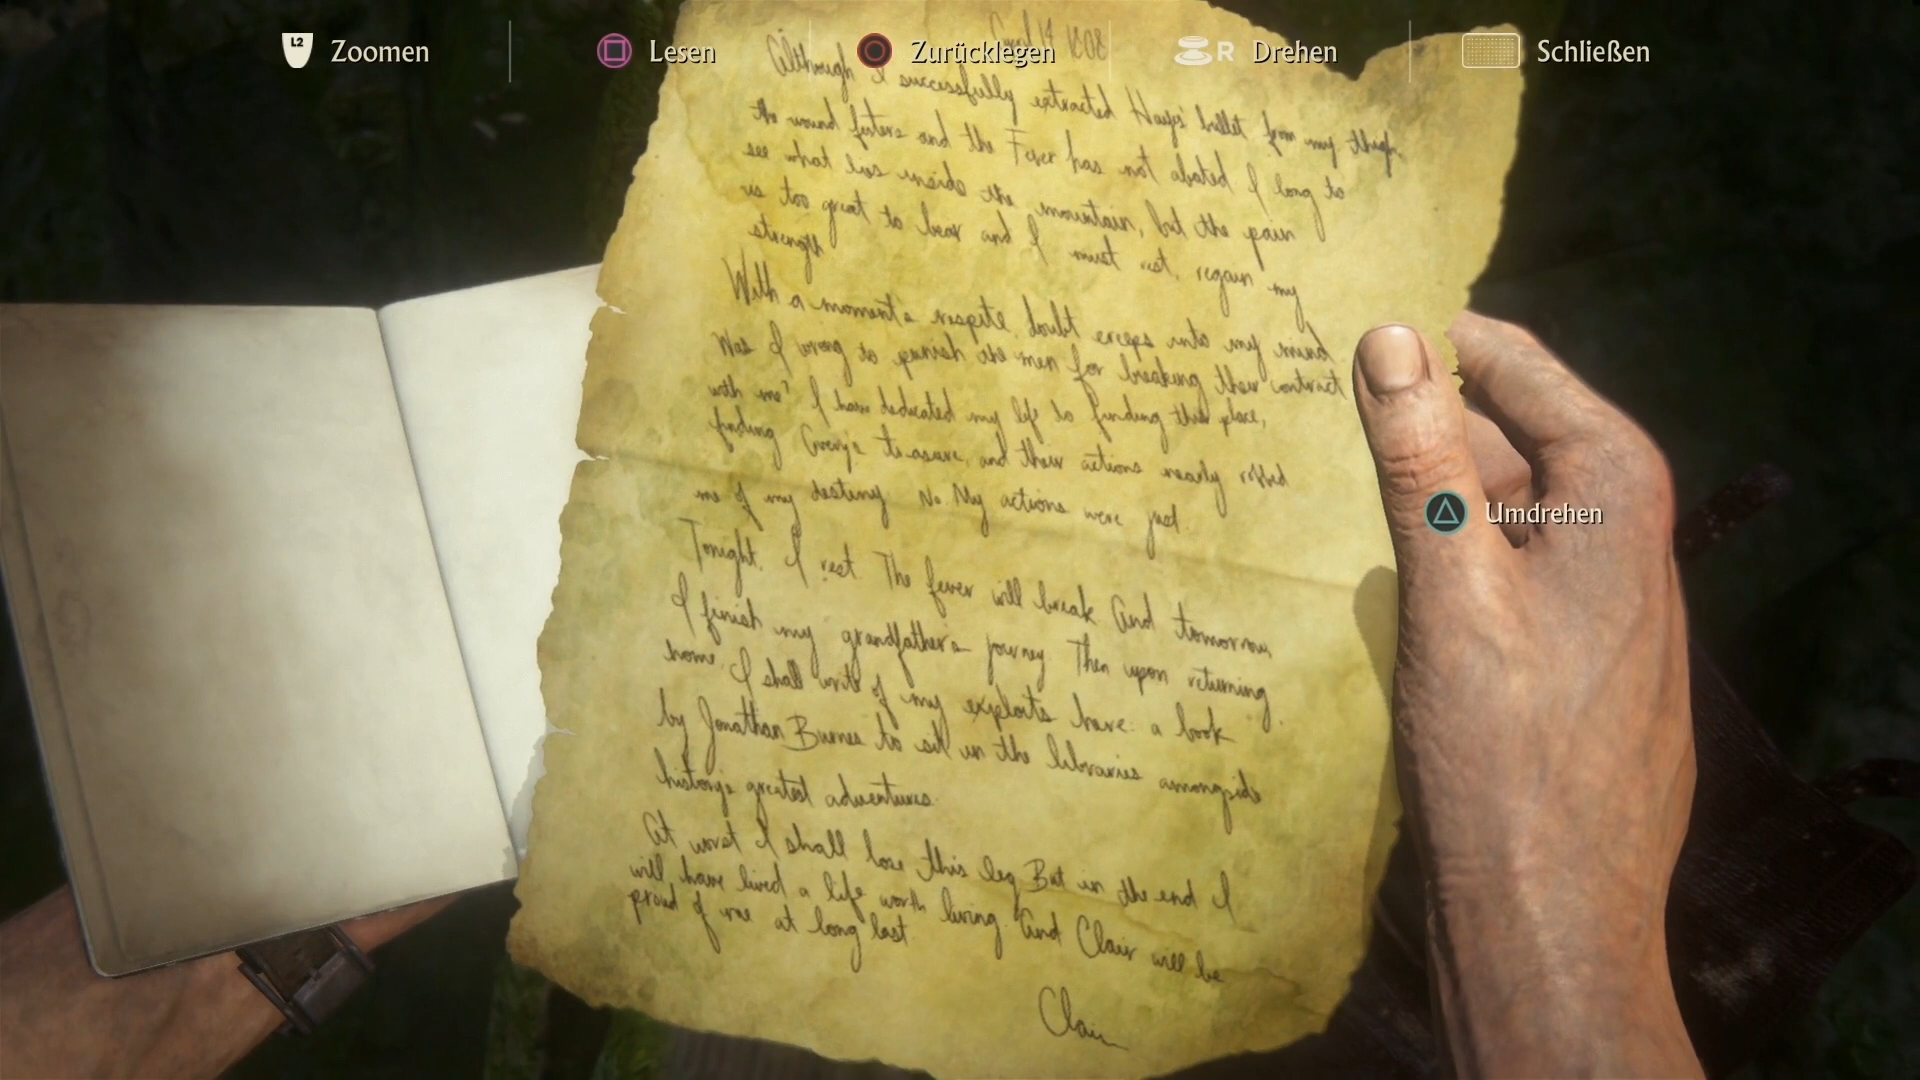 L2 Zoomen
Lesen
Zurücklegen
R Drehen
Schließen
April 17 1808
Although I successfully extracted Hayes' bullet from my thigh
the wound festers and the Fever has not abated I long to
see what lies inside the mountain, but the pain
is too great to bear and I must rest, regain my
strength
With a moment's respite, doubt creeps into my mind
Was I wrong to punish the men for breaking their contract
with me? I have dedicated my life to finding this place,
finding Avery's treasure, and their actions nearly robbed
me of my destiny No. My actions were just
Tonight, I rest The fever will break And tomorrow,
I finish my grandfather's journey Then upon returning
home, I shall write of my exploits here: a book
by Jonathan Burnes to sit in the libraries amongside
history's greatest adventures.
At worst I shall lose this leg But in the end I
will have lived a life worth living And Clair will be
proud of me at long last
Clair
Umdrehen